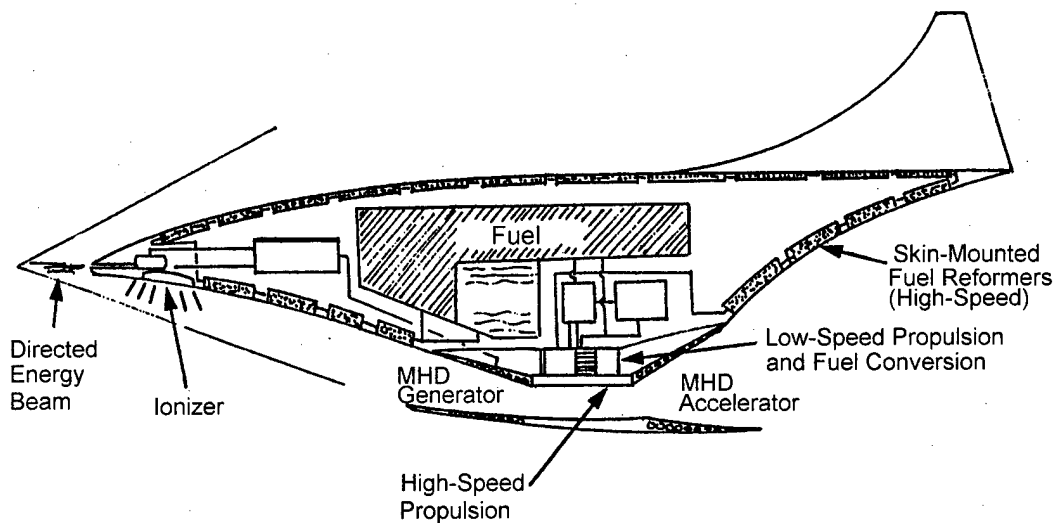 Fuel
Skin-Mounted
Fuel Reformers
(High-Speed)
Low-Speed Propulsion
and Fuel Conversion
Directed
Energy
Beam
Ionizer
MHD
Generator
MHD
Accelerator
High-Speed
Propulsion